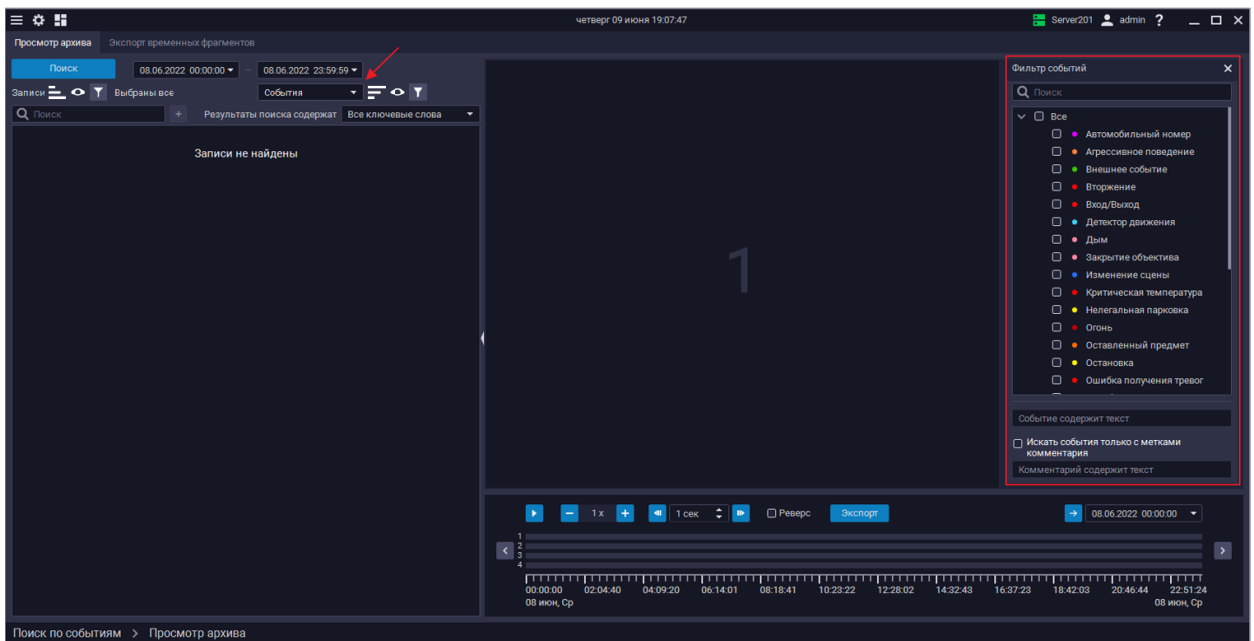 четверг 09 июня 19:07:47
Server201 admin ?
Просмотр архива Экспорт временных фрагментов
Поиск 08.06.2022 00:00:00 – 08.06.2022 23:59:59
Записи Выбраны все События
Поиск + Результаты поиска содержат Все ключевые слова
Записи не найдены
1
Фильтр событий
Поиск
Все
Автомобильный номер
Агрессивное поведение
Внешнее событие
Вторжение
Вход/Выход
Детектор движения
Дым
Закрытие объектива
Изменение сцены
Критическая температура
Нелегальная парковка
Огонь
Оставленный предмет
Остановка
Ошибка получения тревог
Событие содержит текст
Искать события только с метками
комментария
Комментарий содержит текст
1 x 1 сек Реверс Экспорт 08.06.2022 00:00:00
1
2
3
4
00:00:00 02:04:40 04:09:20 06:14:01 08:18:41 10:23:22 12:28:02 14:32:43 16:37:23 18:42:03 20:46:44 22:51:24
08 июн, Ср 08 июн, Ср
Поиск по событиям > Просмотр архива